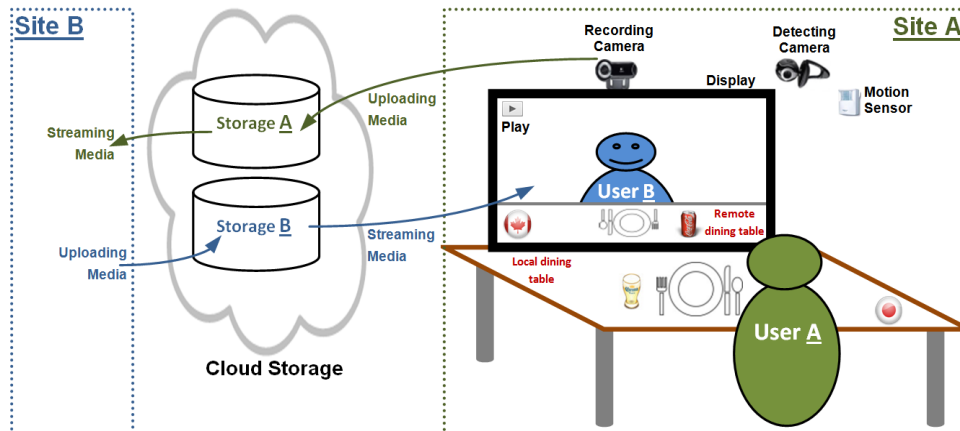 Site B
Site A
Recording
Camera
Detecting
Camera
Display
Motion
Sensor
Uploading
Media
Play
Storage A
Streaming
Media
User B
Storage B
Streaming
Media
Remote
dining table
Uploading
Media
Local dining
table
User A
Cloud Storage